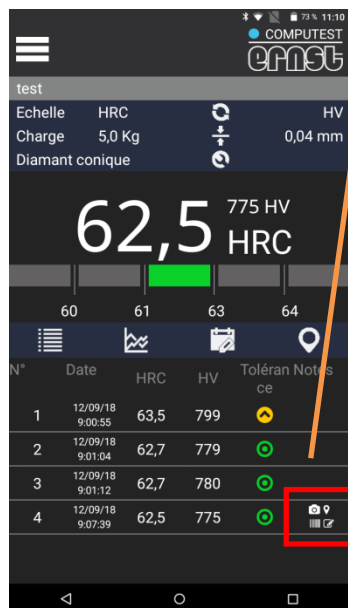 73 % 11:10
COMPUTEST
ernst
test
Echelle HRC HV
Charge 5,0 Kg 0,04 mm
Diamant conique
62,5 775 HV
HRC
60 61 63 64
N° Date HRC HV Toléran Notes
ce
1 12/09/18 63,5 799
9:00:55
2 12/09/18 62,7 779
9:01:04
3 12/09/18 62,7 780
9:01:12
4 12/09/18 62,5 775
9:07:39